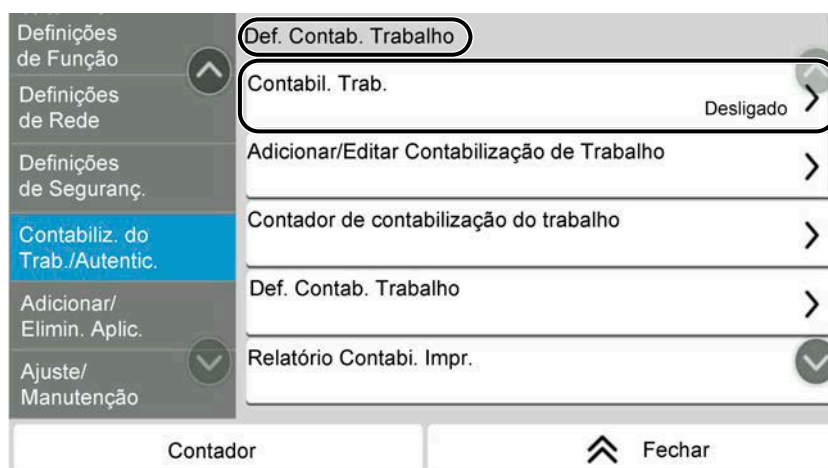 Definições
de Função
Definições
de Rede
Definições
de Seguranç.
Contabiliz. do
Trab./Autentic.
Adicionar/
Elimin. Aplic.
Ajuste/
Manutenção
Def. Contab. Trabalho
Contabil. Trab.
Desligado
Adicionar/Editar Contabilização de Trabalho
Contador de contabilização do trabalho
Def. Contab. Trabalho
Relatório Contabi. Impr.
Contador
Fechar